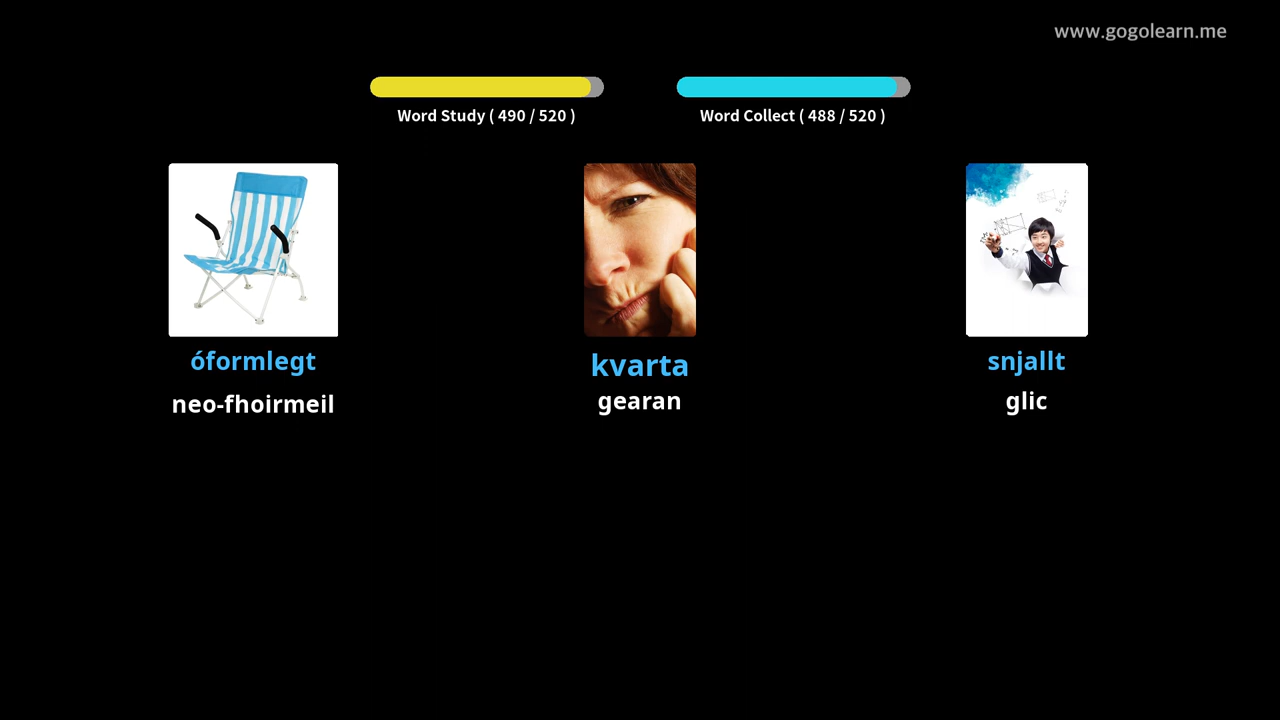 www.gogolearn.me
Word Study ( 490 / 520 )
Word Collect ( 488 / 520 )
óformlegt
neo-fhoirmeil
kvarta
gearan
snjallt
glic